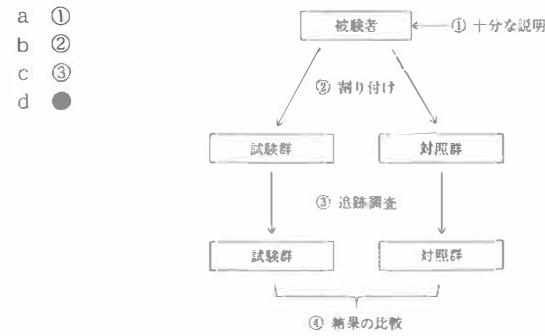 a ①
b ②
c ③
d
被験者
① 十分な説明
② 割り付け
試験群
対照群
③ 追跡調査
試験群
対照群
④ 結果の比較